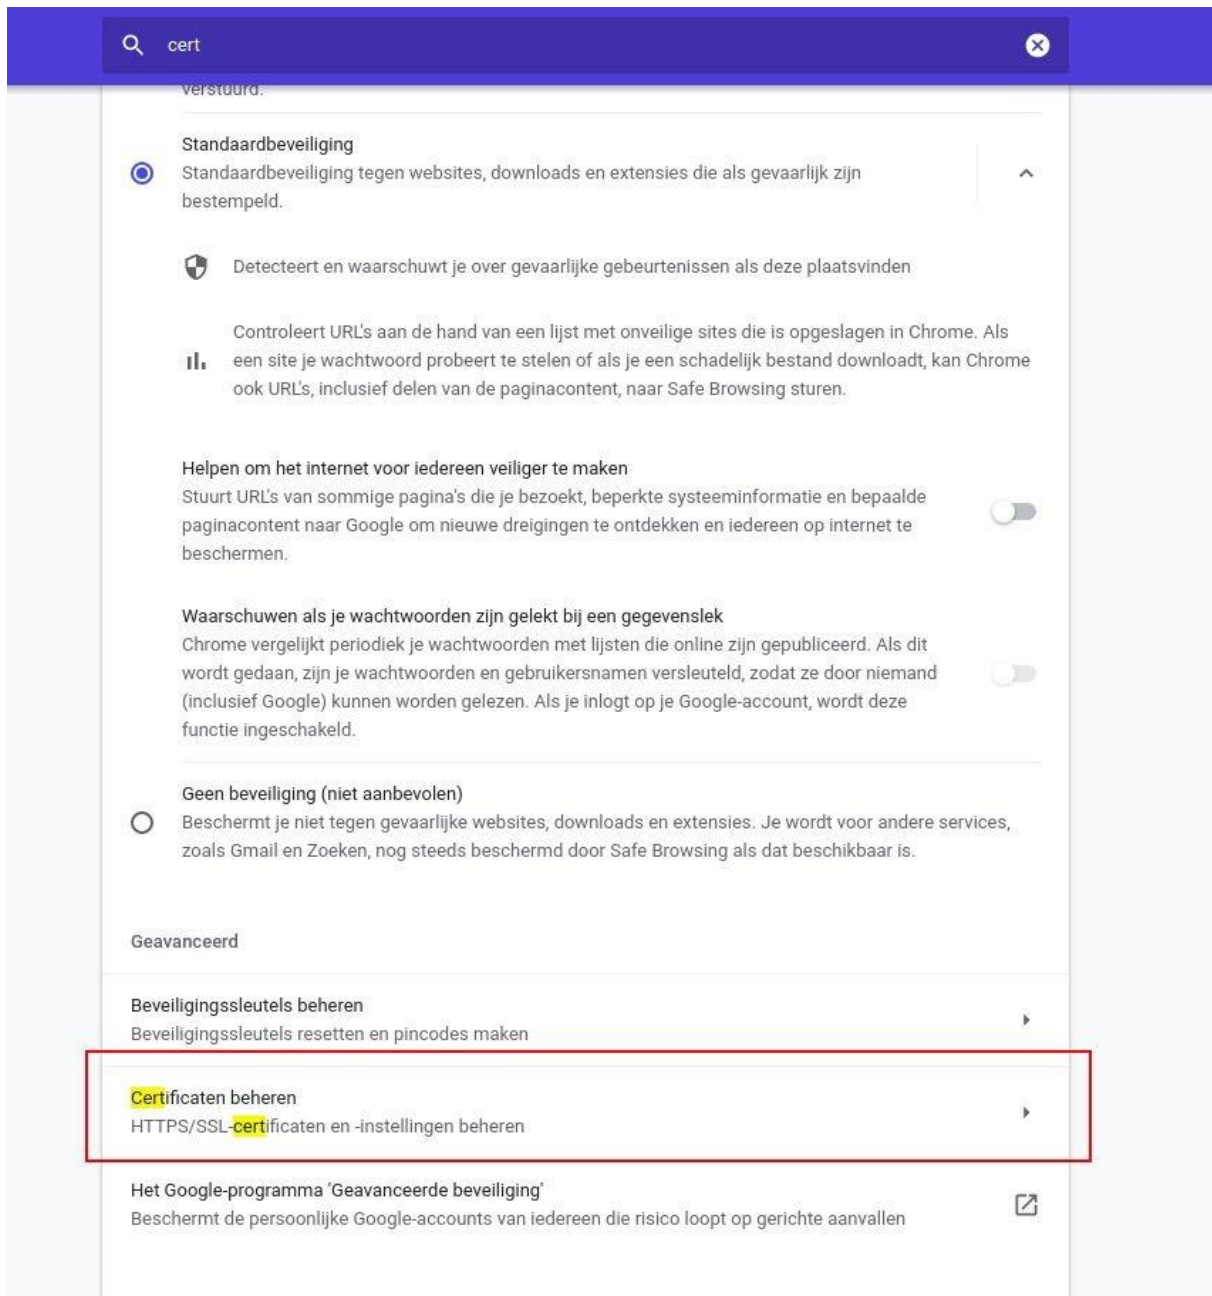 cert
verstuurd.
Standaardbeveiliging
Standaardbeveiliging tegen websites, downloads en extensies die als gevaarlijk zijn
bestempeld.
Detecteert en waarschuwt je over gevaarlijke gebeurtenissen als deze plaatsvinden
Controleert URL's aan de hand van een lijst met onveilige sites die is opgeslagen in Chrome. Als
een site je wachtwoord probeert te stelen of als je een schadelijk bestand downloadt, kan Chrome
ook URL's, inclusief delen van de paginacontent, naar Safe Browsing sturen.
Helpen om het internet voor iedereen veiliger te maken
Stuurt URL's van sommige pagina's die je bezoekt, beperkte systeeminformatie en bepaalde
paginacontent naar Google om nieuwe dreigingen te ontdekken en iedereen op internet te
beschermen.
Waarschuwen als je wachtwoorden zijn gelekt bij een gegevenslek
Chrome vergelijkt periodiek je wachtwoorden met lijsten die online zijn gepubliceerd. Als dit
wordt gedaan, zijn je wachtwoorden en gebruikersnamen versleuteld, zodat ze door niemand
(inclusief Google) kunnen worden gelezen. Als je inlogt op je Google-account, wordt deze
functie ingeschakeld.
Geen beveiliging (niet aanbevolen)
Beschermt je niet tegen gevaarlijke websites, downloads en extensies. Je wordt voor andere services,
zoals Gmail en Zoeken, nog steeds beschermd door Safe Browsing als dat beschikbaar is.
Geavanceerd
Beveiligingssleutels beheren
Beveiligingssleutels resetten en pincodes maken
Certificaten beheren
HTTPS/SSL-certificaten en -instellingen beheren
Het Google-programma 'Geavanceerde beveiliging'
Beschermt de persoonlijke Google-accounts van iedereen die risico loopt op gerichte aanvallen